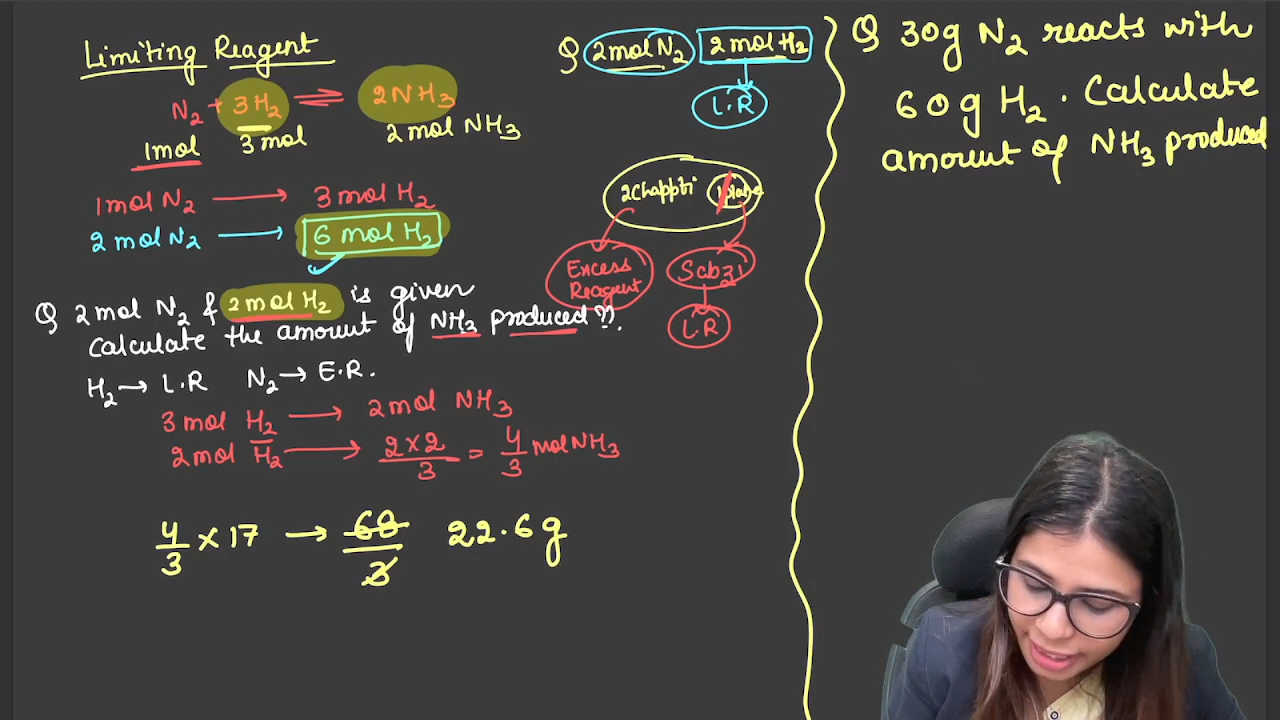 Limiting Reagent
N₂ + 3H₂ ⇌ 2NH₃
1mol 3mol 2 mol NH₃
1mol N₂ → 3 mol H₂
2 mol N₂ → 6 mol H₂
Q 2 mol N₂ & 2 mol H₂ is given
Calculate the amount of NH₃ produced ??.
H₂ → L.R N₂ → E.R.
3 mol H₂ → 2 mol NH₃
2 mol H₂ → 2×2/3 = 4/3 mol NH₃
4/3 × 17 → 68/3 22.6 g
Q 2 mol N₂ 2 mol H₂
L.R
2 Chappti
Excess
Reagent
Sabzi
L.R
Q 30g N₂ reacts with
60g H₂. Calculate
amount of NH₃ produced